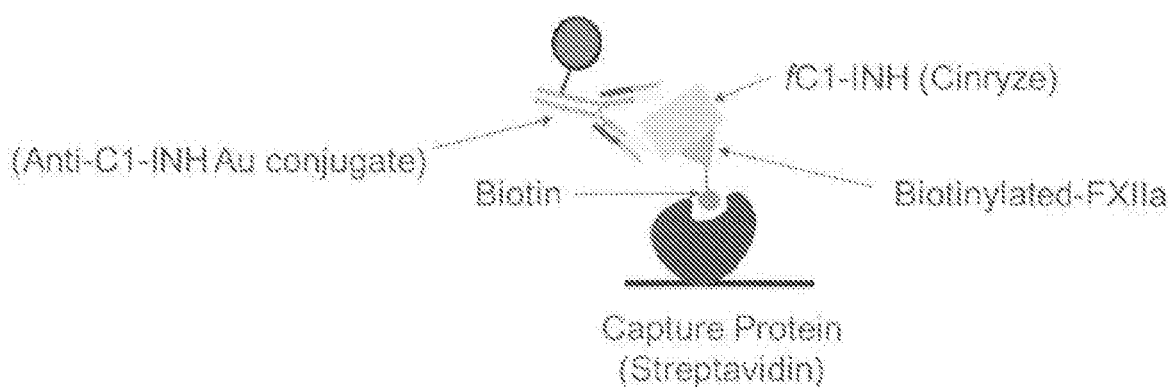 fC1-INH (Cinryze)
(Anti-C1-INH Au conjugate)
Biotin
Biotinylated-FXIIa
Capture Protein
(Streptavidin)